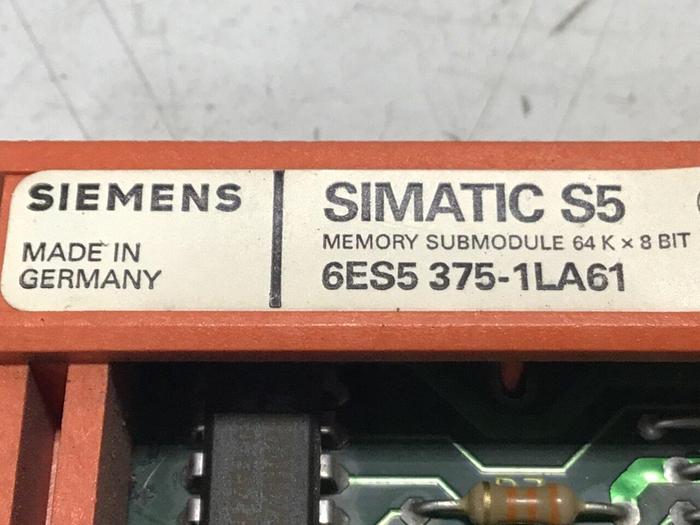 SIEMENS
MADE IN
GERMANY
SIMATIC S5
MEMORY SUBMODULE 64 K × 8 BIT
6ES5 375-1LA61